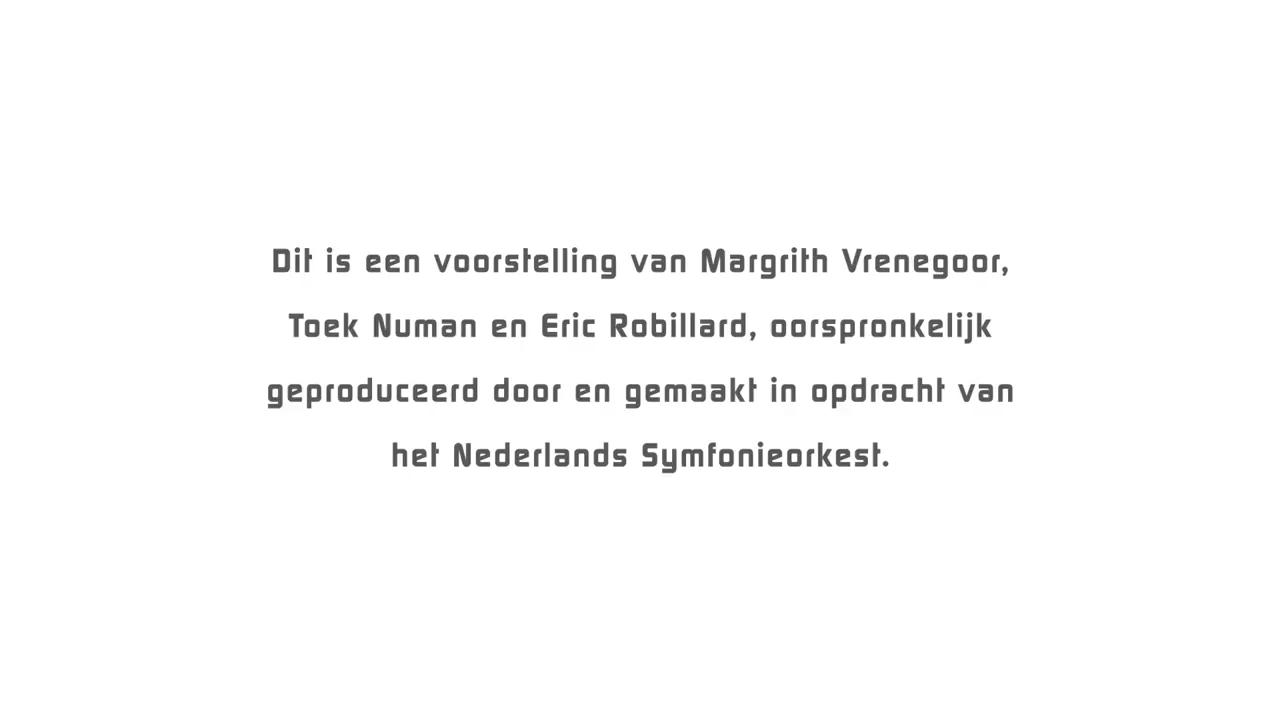 Dit is een voorstelling van Margrith Vrenegoor,
Toek Numan en Eric Robillard, oorspronkelijk
geproduceerd door en gemaakt in opdracht van
het Nederlands Symfonieorkest.